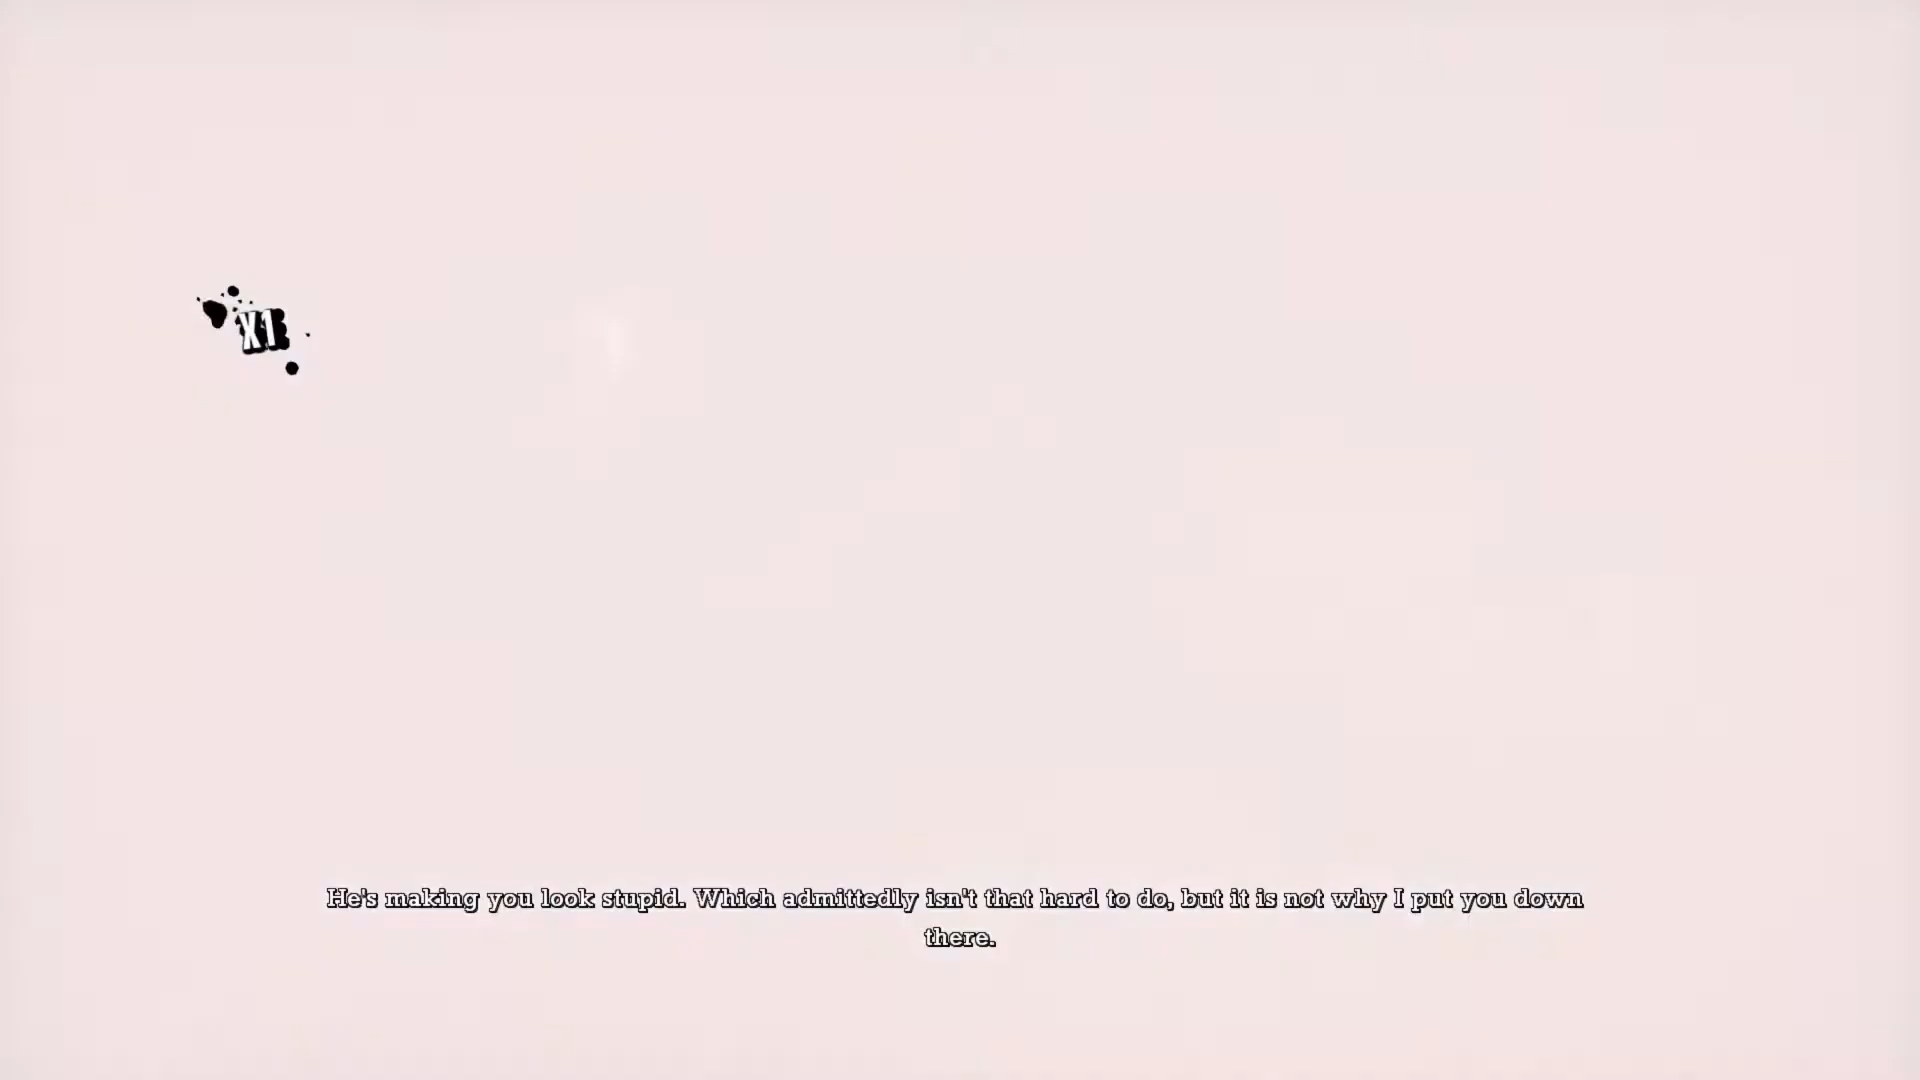 X1
He's making you look stupid. Which admittedly isn't that hard to do, but it is not why I put you down
there.